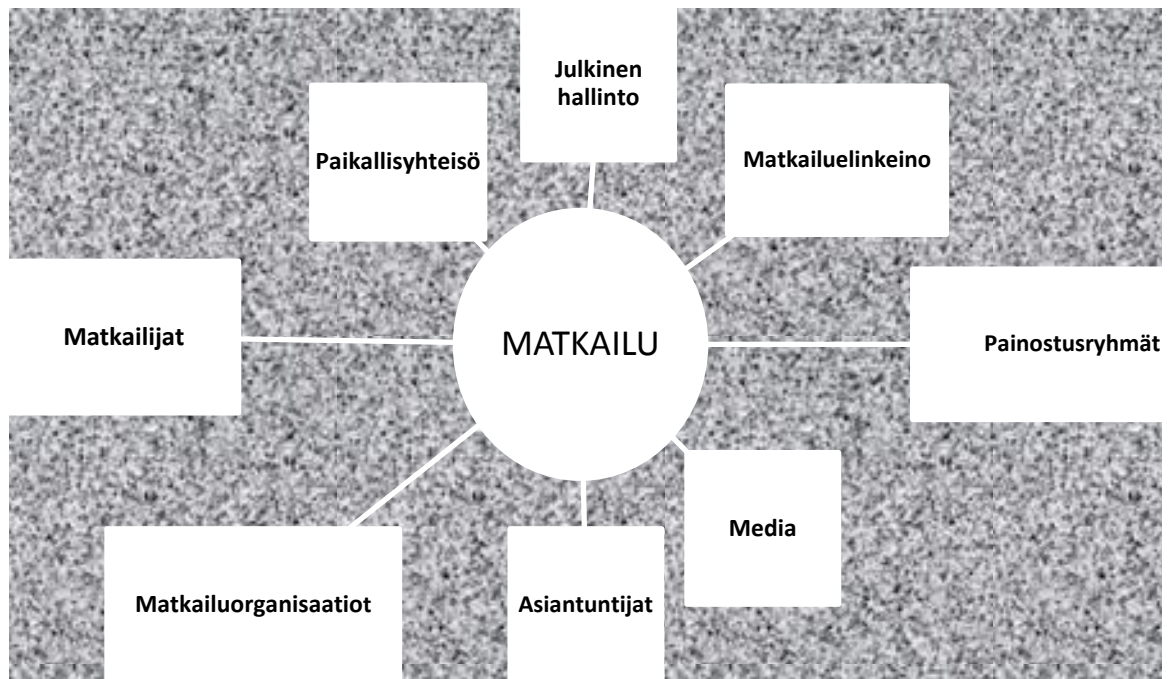 Julkinen
hallinto
Paikallisyhteisö
Matkailuelinkeino
Matkailijat
MATKAILU
Painostusryhmät
Media
Matkailuorganisaatiot
Asiantuntijat